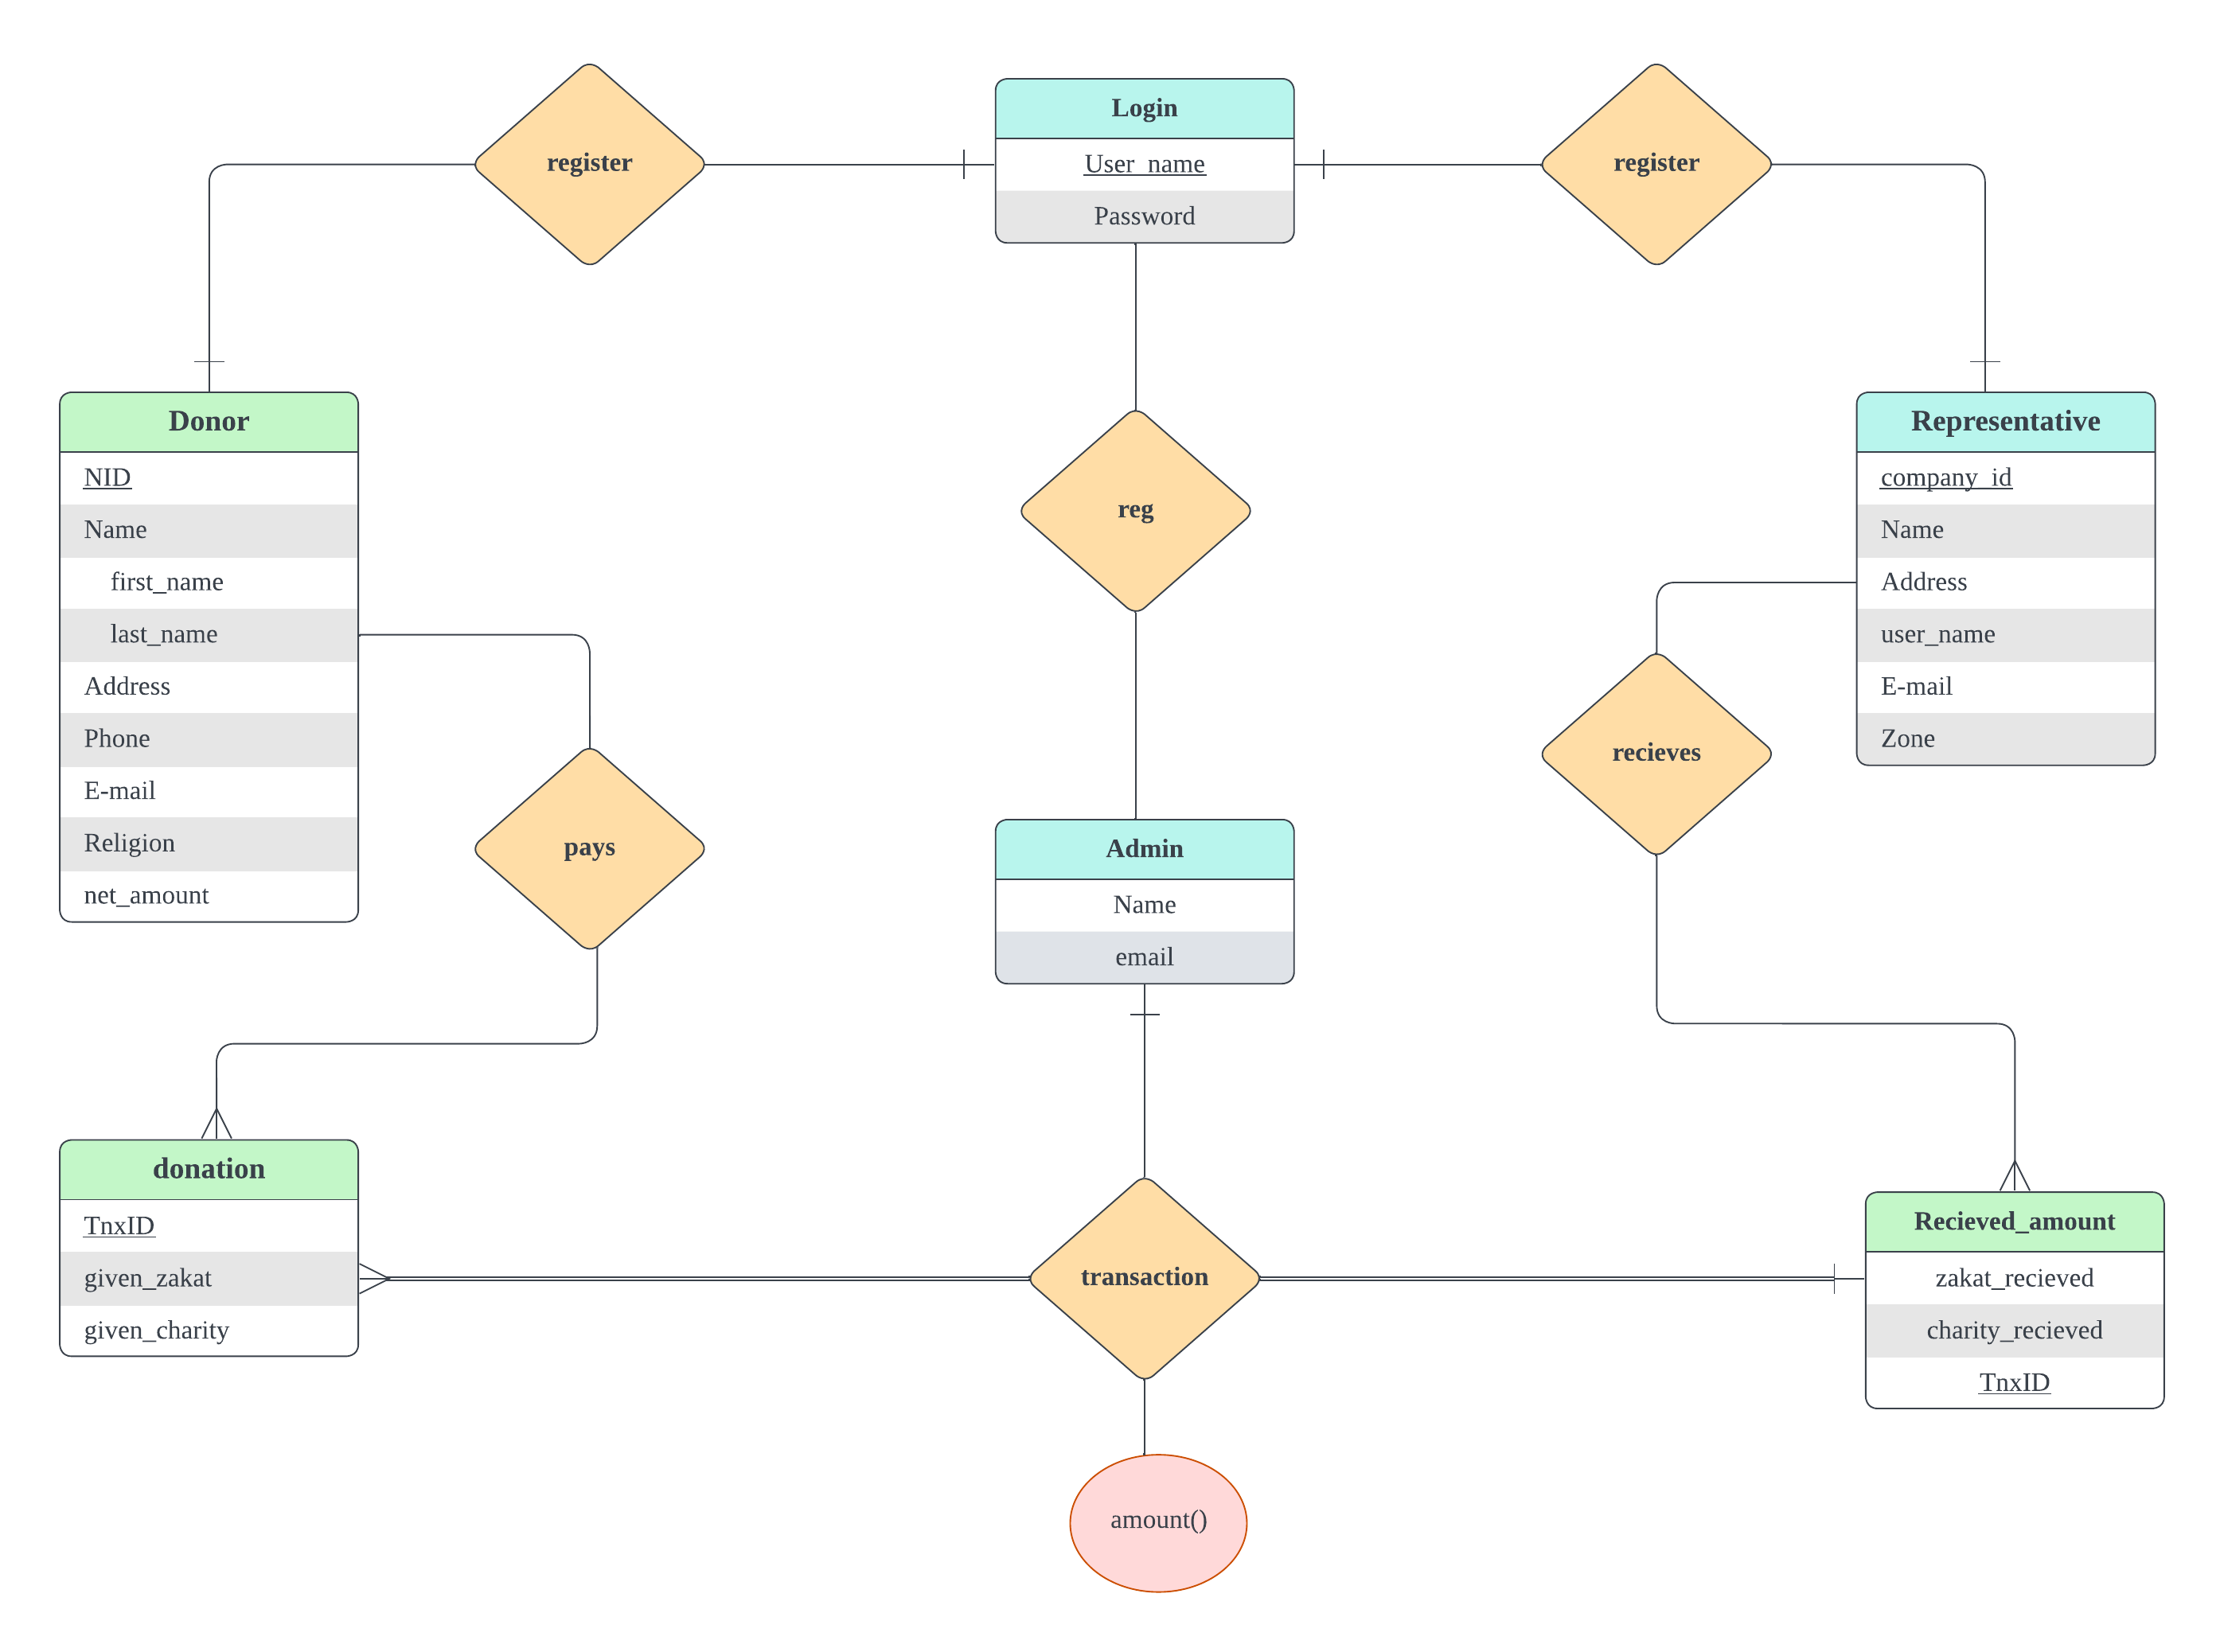 register
Login
User_name
Password
register
Donor
NID
Name
first_name
last_name
Address
Phone
E-mail
Religion
net_amount
reg
Representative
company_id
Name
Address
user_name
E-mail
Zone
recieves
pays
Admin
Name
email
donation
TnxID
given_zakat
given_charity
transaction
Recieved_amount
zakat_recieved
charity_recieved
TnxID
amount()